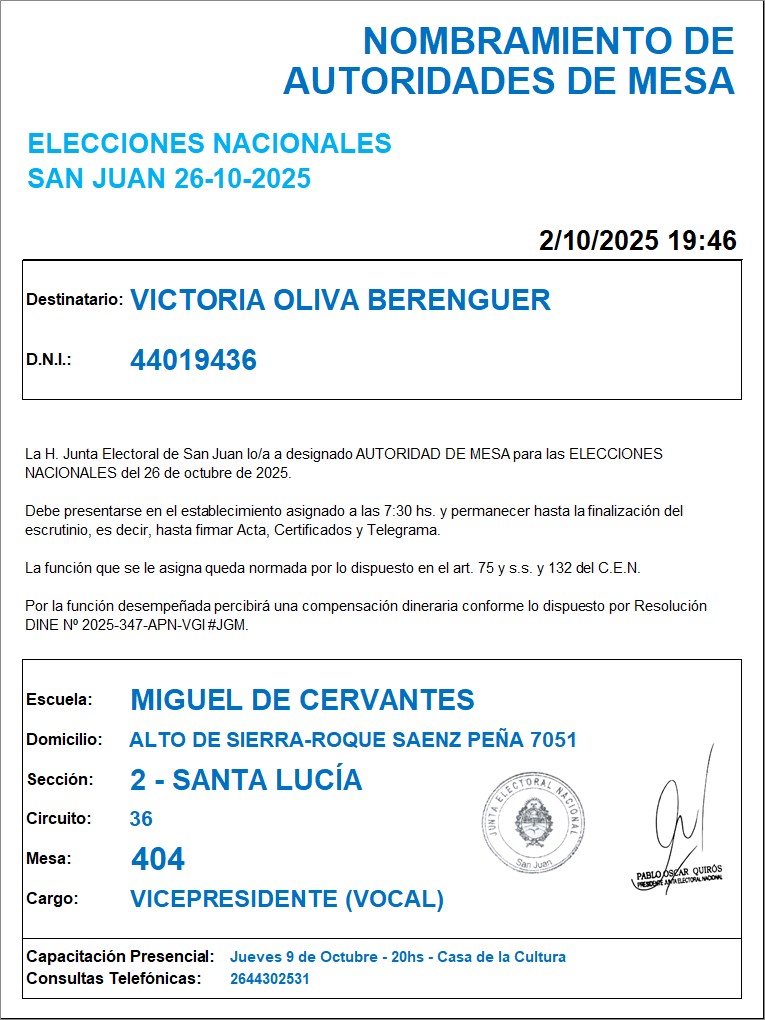 NOMBRAMIENTO DE
AUTORIDADES DE MESA
ELECCIONES NACIONALES
SAN JUAN 26-10-2025
2/10/2025 19:46
Destinatario: VICTORIA OLIVA BERENGUER
D.N.I.: 44019436
La H. Junta Electoral de San Juan lo/a a designado AUTORIDAD DE MESA para las ELECCIONES
NACIONALES del 26 de octubre de 2025.
Debe presentarse en el establecimiento asignado a las 7:30 hs. y permanecer hasta la finalización del
escrutinio, es decir, hasta firmar Acta, Certificados y Telegrama.
La función que se le asigna queda normada por lo dispuesto en el art. 75 y s.s. y 132 del C.E.N.
Por la función desempeñada percibirá una compensación dineraria conforme lo dispuesto por Resolución
DINE Nº 2025-347-APN-VGI#JGM.
Escuela: MIGUEL DE CERVANTES
Domicilio: ALTO DE SIERRA-ROQUE SAENZ PEÑA 7051
Sección: 2 - SANTA LUCÍA
Circuito: 36
Mesa: 404
Cargo: VICEPRESIDENTE (VOCAL)
JUNTA ELECTORAL NACIONAL
San Juan
PABLO OSCAR QUIRÓS
PRESIDENTE JUNTA ELECTORAL NACIONAL
Capacitación Presencial: Jueves 9 de Octubre - 20hs - Casa de la Cultura
Consultas Telefónicas: 2644302531